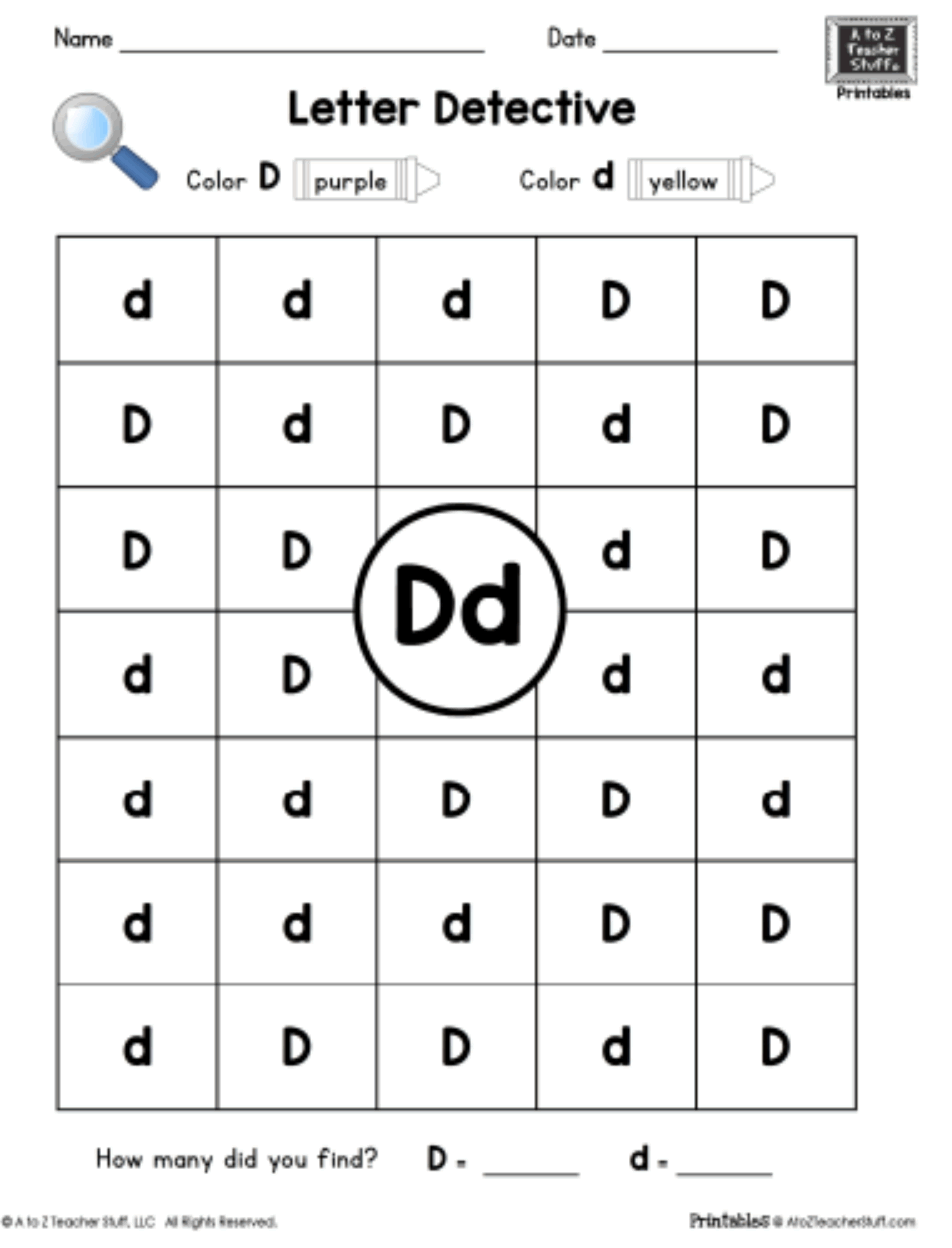 Name Date
A to Z
Teacher
Stuff®
Printables
Letter Detective
Color D purple Color d yellow
d d d D D
D d D d D
D D d D
Dd
d D d d
d d D D d
d d d D D
d D D d D
How many did you find? D = d =
© A to Z Teacher Stuff, LLC All Rights Reserved. Printables @ AtoZTeacherStuff.com